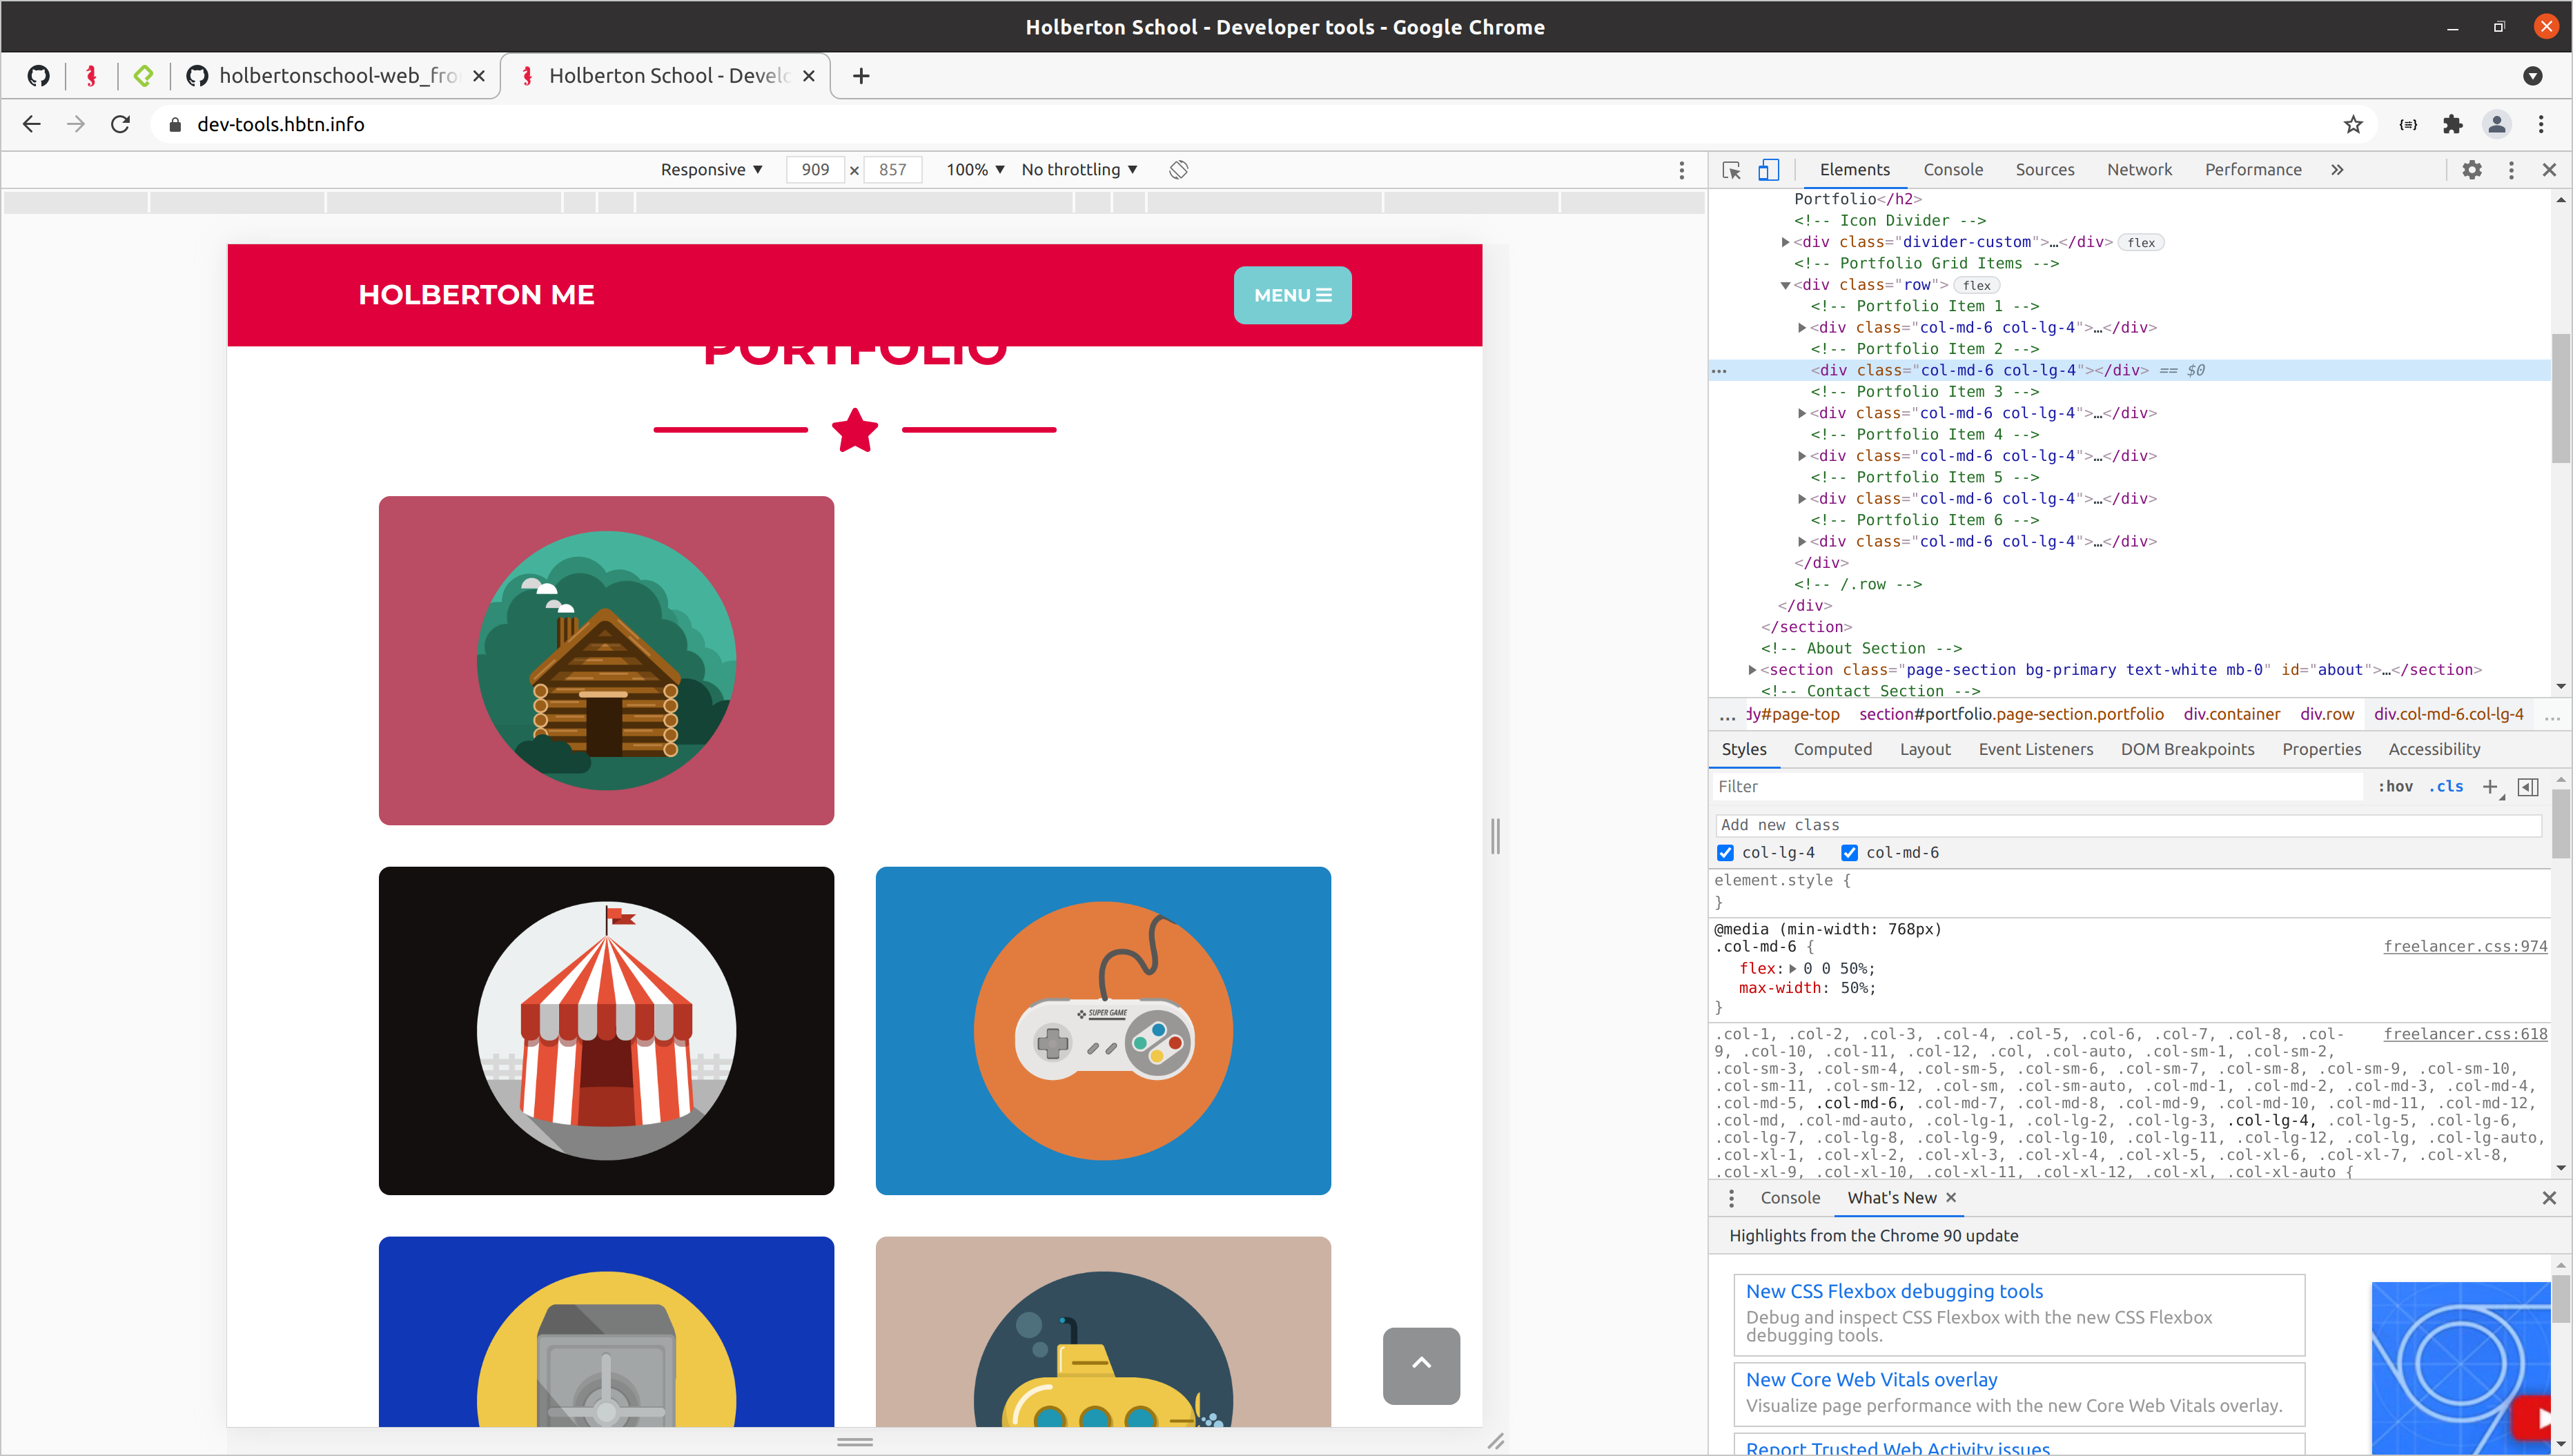 Holberton School - Developer tools - Google Chrome
holbertonschool-web_fro
Holberton School - Devel
dev-tools.hbtn.info
Responsive ▼ 909 × 857 100% ▼ No throttling ▼
HOLBERTON ME
MENU
PORTFOLIO
SUPER GAME
Elements Console Sources Network Performance »
Portfolio</h2>
<!-- Icon Divider -->
<div class="divider-custom">…</div> flex
<!-- Portfolio Grid Items -->
<div class="row"> flex
<!-- Portfolio Item 1 -->
<div class="col-md-6 col-lg-4">…</div>
<!-- Portfolio Item 2 -->
<div class="col-md-6 col-lg-4"></div> == $0
<!-- Portfolio Item 3 -->
<div class="col-md-6 col-lg-4">…</div>
<!-- Portfolio Item 4 -->
<div class="col-md-6 col-lg-4">…</div>
<!-- Portfolio Item 5 -->
<div class="col-md-6 col-lg-4">…</div>
<!-- Portfolio Item 6 -->
<div class="col-md-6 col-lg-4">…</div>
</div>
<!-- /.row -->
</div>
</section>
<!-- About Section -->
<section class="page-section bg-primary text-white mb-0" id="about">…</section>
<!-- Contact Section -->
... dy#page-top section#portfolio.page-section.portfolio div.container div.row div.col-md-6.col-lg-4 ...
Styles Computed Layout Event Listeners DOM Breakpoints Properties Accessibility
Filter :hov .cls +
Add new class
col-lg-4 col-md-6
element.style {
}
@media (min-width: 768px)
.col-md-6 { freelancer.css:974
flex: 0 0 50%;
max-width: 50%;
}
.col-1, .col-2, .col-3, .col-4, .col-5, .col-6, .col-7, .col-8, .col- freelancer.css:618
9, .col-10, .col-11, .col-12, .col, .col-auto, .col-sm-1, .col-sm-2,
.col-sm-3, .col-sm-4, .col-sm-5, .col-sm-6, .col-sm-7, .col-sm-8, .col-sm-9, .col-sm-10,
.col-sm-11, .col-sm-12, .col-sm, .col-sm-auto, .col-md-1, .col-md-2, .col-md-3, .col-md-4,
.col-md-5, .col-md-6, .col-md-7, .col-md-8, .col-md-9, .col-md-10, .col-md-11, .col-md-12,
.col-md, .col-md-auto, .col-lg-1, .col-lg-2, .col-lg-3, .col-lg-4, .col-lg-5, .col-lg-6,
.col-lg-7, .col-lg-8, .col-lg-9, .col-lg-10, .col-lg-11, .col-lg-12, .col-lg, .col-lg-auto,
.col-xl-1, .col-xl-2, .col-xl-3, .col-xl-4, .col-xl-5, .col-xl-6, .col-xl-7, .col-xl-8,
.col-xl-9, .col-xl-10, .col-xl-11, .col-xl-12, .col-xl, .col-xl-auto {
Console What's New
Highlights from the Chrome 90 update
New CSS Flexbox debugging tools
Debug and inspect CSS Flexbox with the new CSS Flexbox
debugging tools.
New Core Web Vitals overlay
Visualize page performance with the new Core Web Vitals overlay.
Report Trusted Web Activity issues